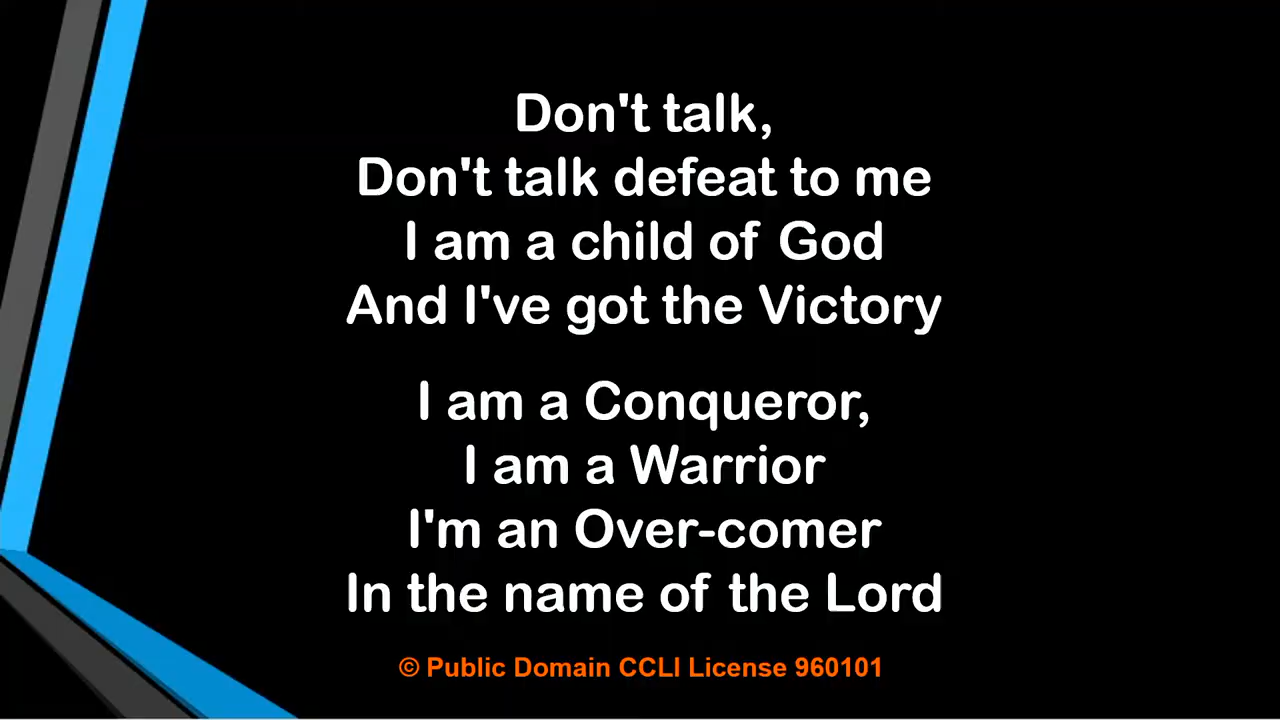 Don't talk,
Don't talk defeat to me
I am a child of God
And I've got the Victory
I am a Conqueror,
I am a Warrior
I'm an Over-comer
In the name of the Lord
© Public Domain CCLI License 960101